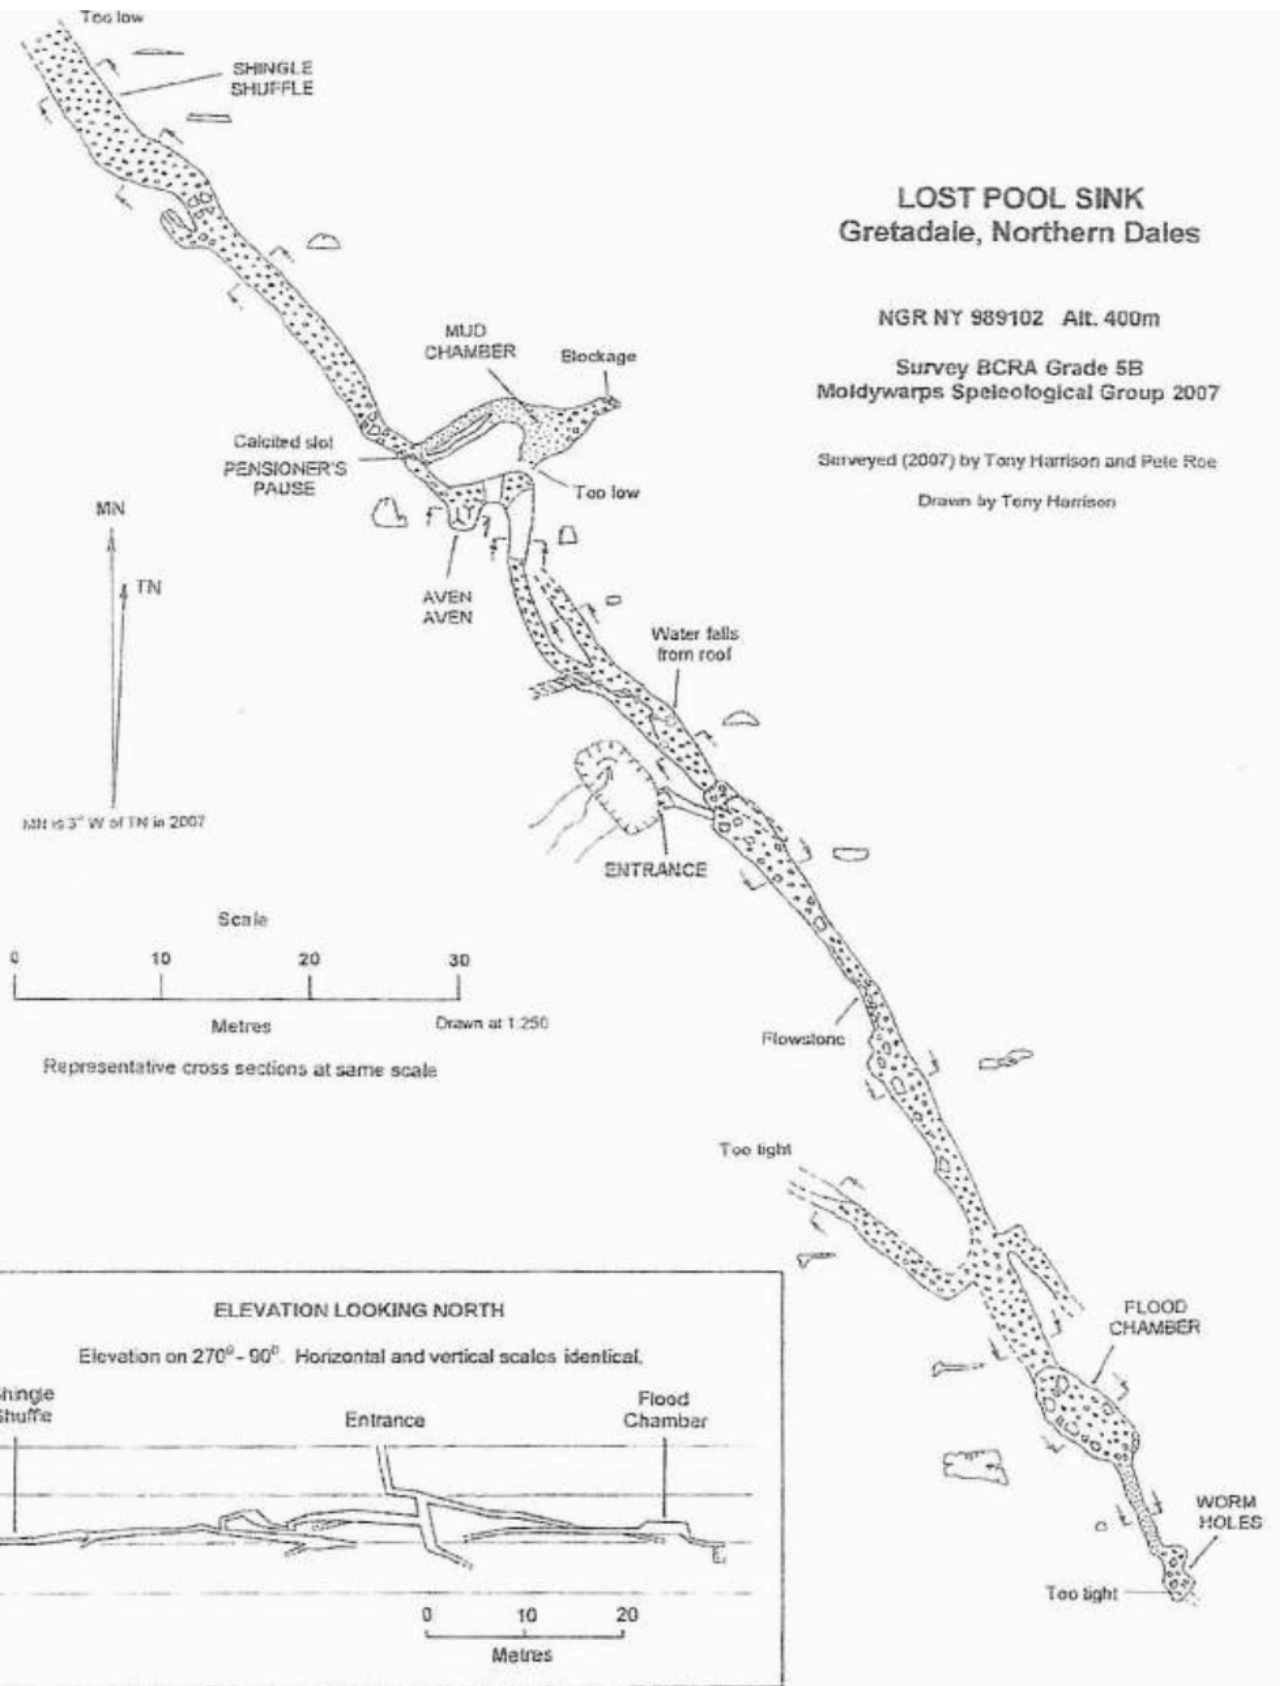 Too low
SHINGLE
SHUFFLE
LOST POOL SINK
Gretadale, Northern Dales
NGR NY 989102 Alt. 400m
Survey BCRA Grade 5B
Moldywarps Speleological Group 2007
Surveyed (2007) by Tony Harrison and Pete Roe
Drawn by Tony Harrison
MUD
CHAMBER
Blockage
Calcited slot
PENSIONER'S
PAUSE
Too low
MN
TN
AVEN
AVEN
Water falls
from roof
MN is 3° W of TN in 2007
ENTRANCE
Scale
0 10 20 30
Metres
Drawn at 1:250
Representative cross sections at same scale
Flowstone
Too tight
FLOOD
CHAMBER
WORM
HOLES
Too tight
ELEVATION LOOKING NORTH
Elevation on 270° - 90°. Horizontal and vertical scales identical.
Shingle
Shuffle
Entrance
Flood
Chamber
0 10 20
Metres